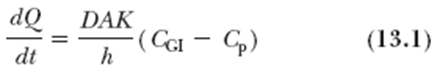 dQ/dt = DAK/h (C_GI − C_p) (13.1)